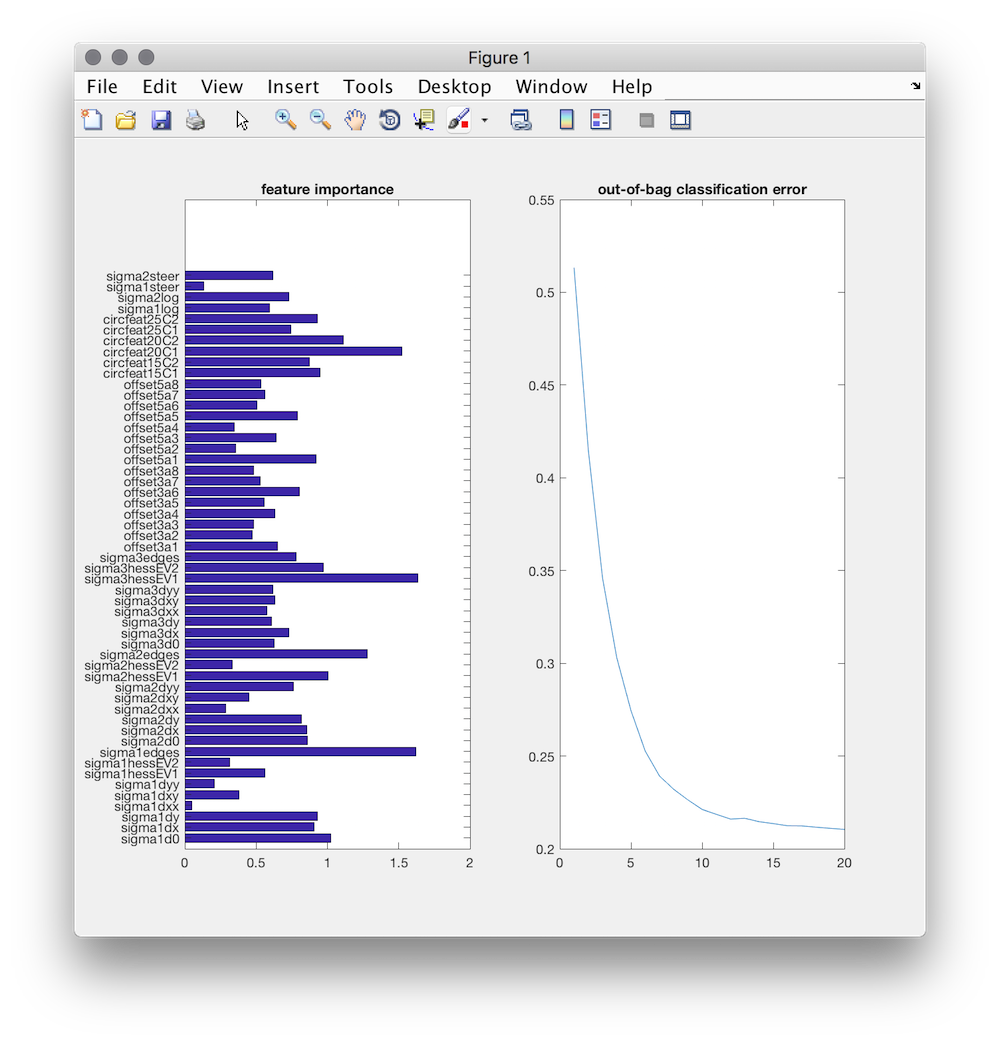 Figure 1
File Edit View Insert Tools Desktop Window Help
feature importance
sigma2steer
sigma1steer
sigma2log
sigma1log
circfeat25C2
circfeat25C1
circfeat20C2
circfeat20C1
circfeat15C2
circfeat15C1
offset5a8
offset5a7
offset5a6
offset5a5
offset5a4
offset5a3
offset5a2
offset5a1
offset3a8
offset3a7
offset3a6
offset3a5
offset3a4
offset3a3
offset3a2
offset3a1
sigma3edges
sigma3hessEV2
sigma3hessEV1
sigma3dyy
sigma3dxy
sigma3dxx
sigma3dy
sigma3dx
sigma3d0
sigma2edges
sigma2hessEV2
sigma2hessEV1
sigma2dyy
sigma2dxy
sigma2dxx
sigma2dy
sigma2dx
sigma2d0
sigma1edges
sigma1hessEV2
sigma1hessEV1
sigma1dyy
sigma1dxy
sigma1dxx
sigma1dy
sigma1dx
sigma1d0
0 0.5 1 1.5 2
out-of-bag classification error
0.55
0.5
0.45
0.4
0.35
0.3
0.25
0.2
0 5 10 15 20